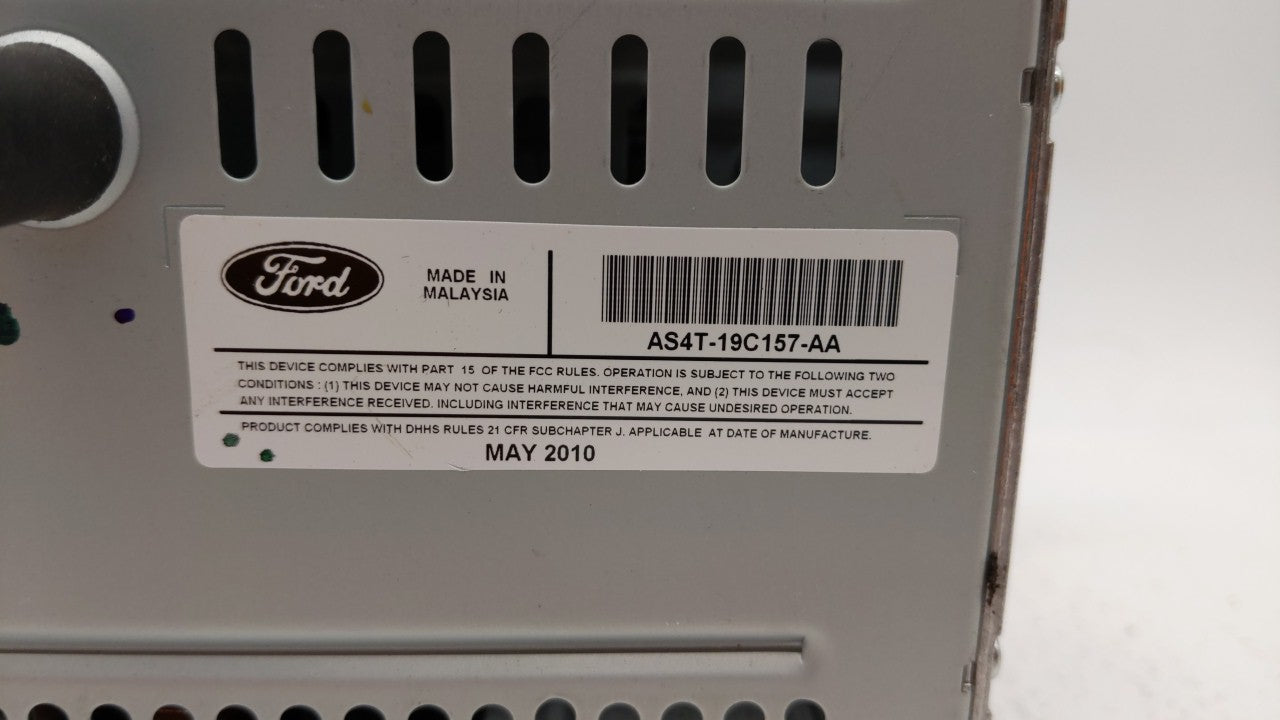 Ford
MADE IN
MALAYSIA
AS4T-19C157-AA
THIS DEVICE COMPLIES WITH PART 15 OF THE FCC RULES. OPERATION IS SUBJECT TO THE FOLLOWING TWO
CONDITIONS : (1) THIS DEVICE MAY NOT CAUSE HARMFUL INTERFERENCE, AND (2) THIS DEVICE MUST ACCEPT
ANY INTERFERENCE RECEIVED. INCLUDING INTERFERENCE THAT MAY CAUSE UNDESIRED OPERATION.
PRODUCT COMPLIES WITH DHHS RULES 21 CFR SUBCHAPTER J. APPLICABLE AT DATE OF MANUFACTURE.
MAY 2010